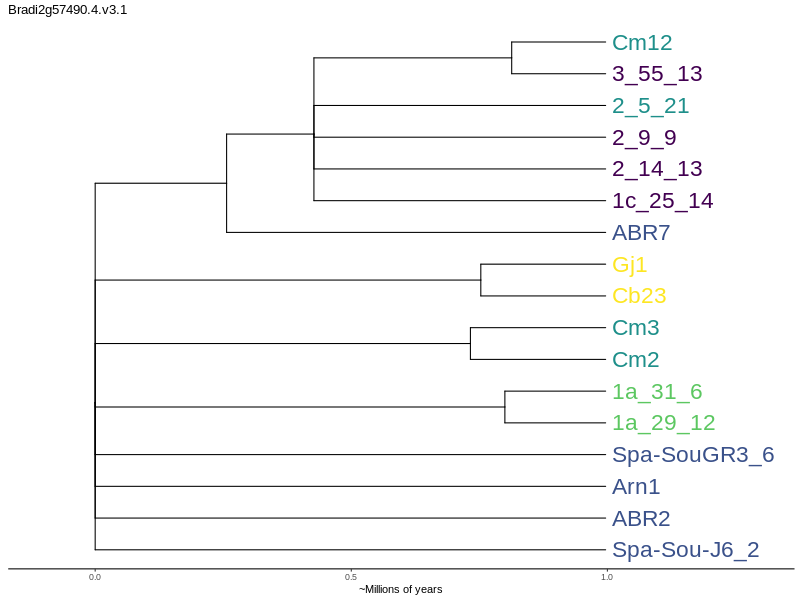 Bradi2g57490.4.v3.1
Cm12
3_55_13
2_5_21
2_9_9
2_14_13
1c_25_14
ABR7
Gj1
Cb23
Cm3
Cm2
1a_31_6
1a_29_12
Spa-SouGR3_6
Arn1
ABR2
Spa-Sou-J6_2
0.0 0.5 1.0
~Millions of years